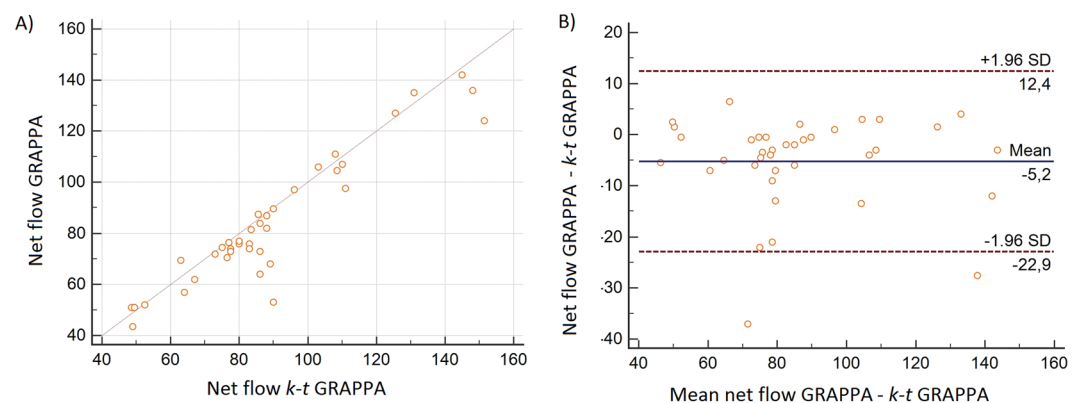 A)
160
140
120
100
80
60
40
Net flow GRAPPA
40 60 80 100 120 140 160
Net flow k-t GRAPPA
B)
20
10
0
-10
-20
-30
-40
Net flow GRAPPA - k-t GRAPPA
+1.96 SD
12,4
Mean
-5,2
-1.96 SD
-22,9
40 60 80 100 120 140 160
Mean net flow GRAPPA - k-t GRAPPA